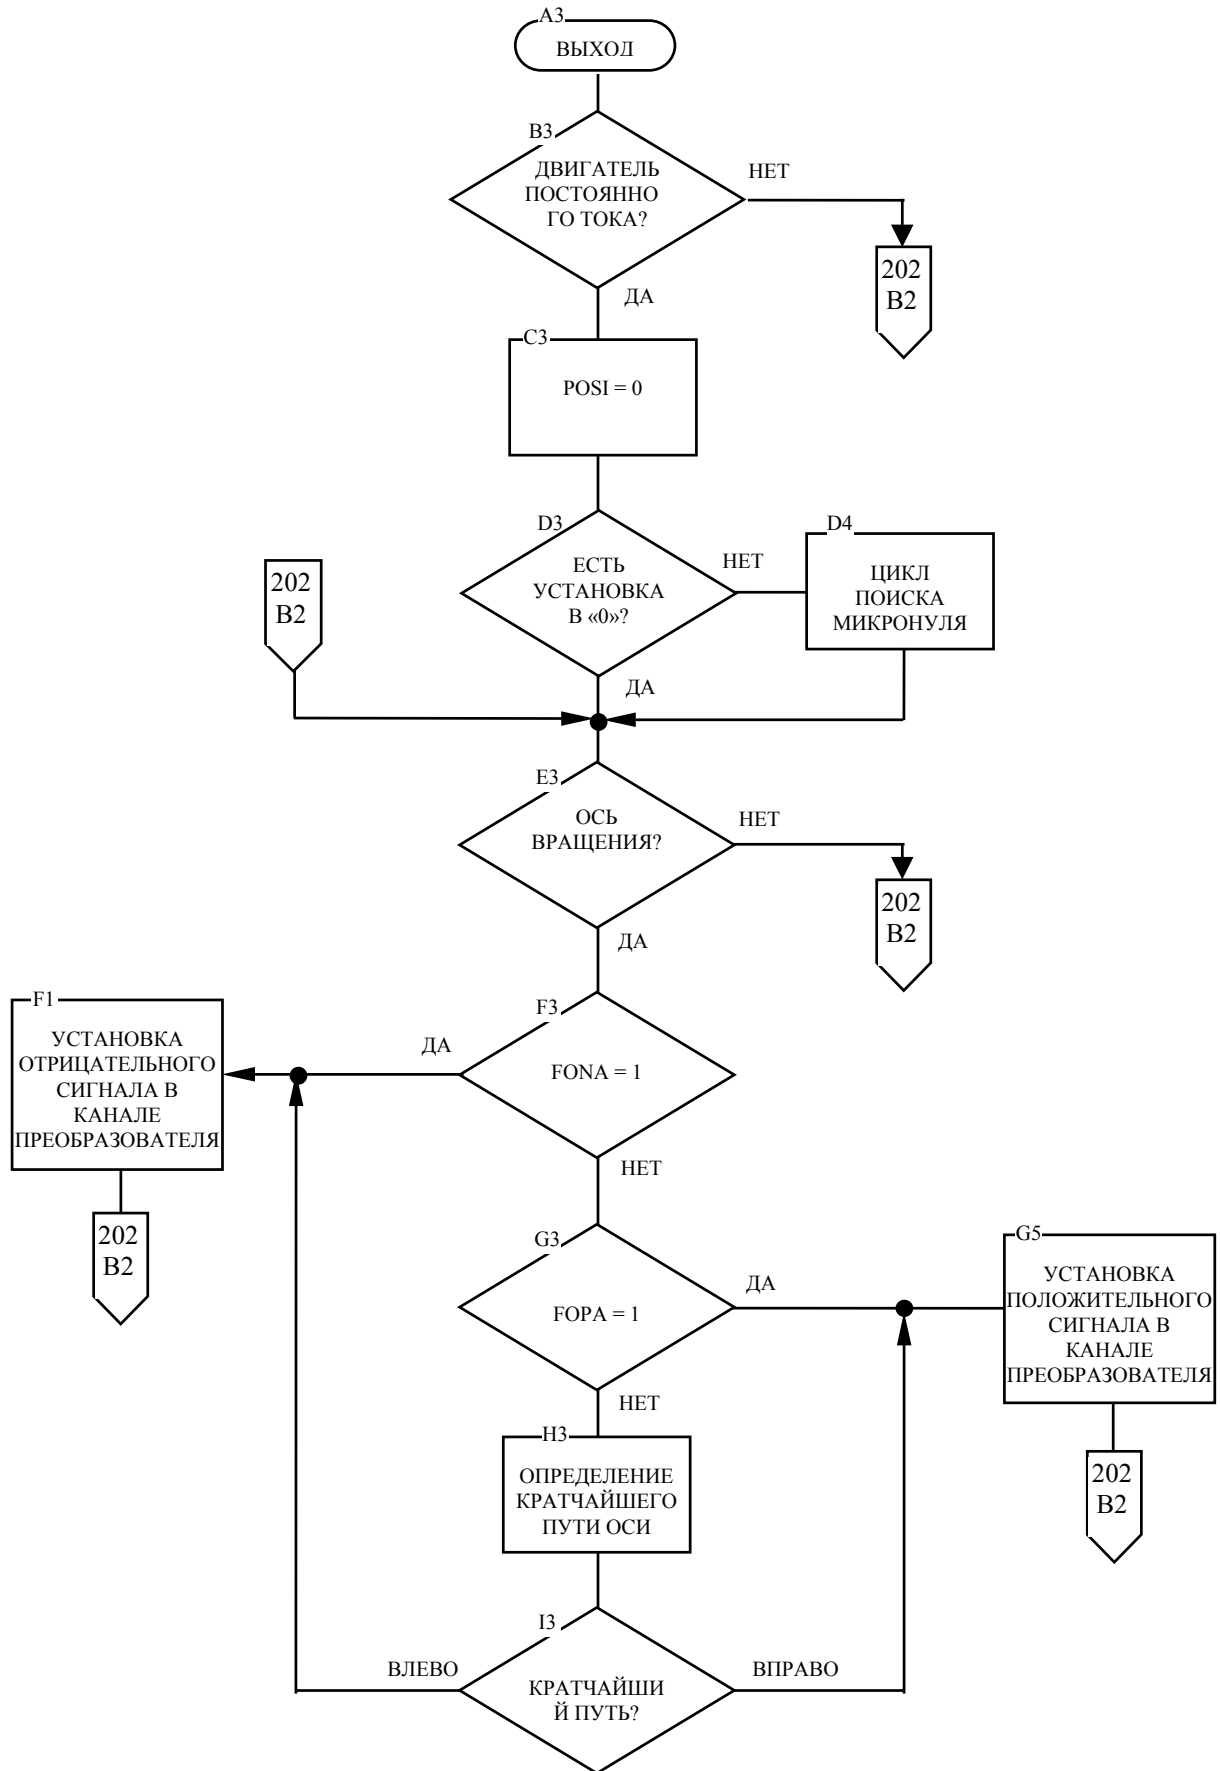 A3
ВЫХОД
B3
ДВИГАТЕЛЬ
ПОСТОЯННО
ГО ТОКА?
НЕТ
202
B2
ДА
C3
POSI = 0
D3
ЕСТЬ
УСТАНОВКА
В «0»?
НЕТ
D4
ЦИКЛ
ПОИСКА
МИКРОНУЛЯ
202
B2
ДА
E3
ОСЬ
ВРАЩЕНИЯ?
НЕТ
202
B2
ДА
F1
УСТАНОВКА
ОТРИЦАТЕЛЬНОГО
СИГНАЛА В
КАНАЛЕ
ПРЕОБРАЗОВАТЕЛЯ
202
B2
ДА
F3
FONA = 1
НЕТ
G3
FOPA = 1
ДА
G5
УСТАНОВКА
ПОЛОЖИТЕЛЬНОГО
СИГНАЛА В
КАНАЛЕ
ПРЕОБРАЗОВАТЕЛЯ
202
B2
НЕТ
H3
ОПРЕДЕЛЕНИЕ
КРАТЧАЙШЕГО
ПУТИ ОСИ
I3
ВЛЕВО
КРАТЧАЙШИ
Й ПУТЬ?
ВПРАВО